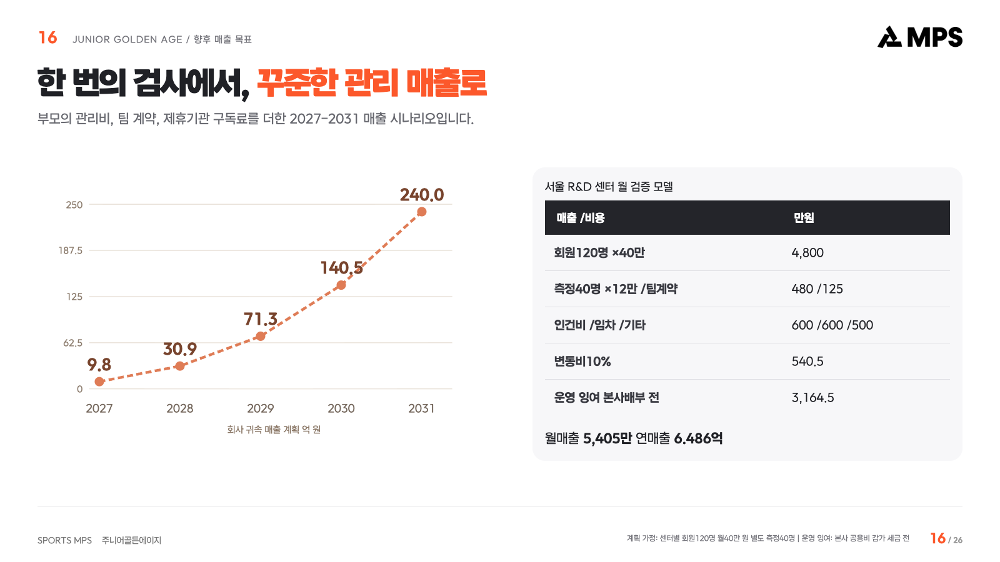 16 JUNIOR GOLDEN AGE / 향후 매출 목표
MPS
한 번의 검사에서, 꾸준한 관리 매출로
부모의 관리비, 팀 계약, 제휴기관 구독료를 더한 2027–2031 매출 시나리오입니다.
250
187.5
125
62.5
0
9.8
30.9
71.3
140.5
240.0
2027 2028 2029 2030 2031
회사 귀속 매출 계획 억 원
서울 R&D 센터 월 검증 모델
매출 /비용 만원
회원120명 ×40만 4,800
측정40명 ×12만 /팀계약 480 /125
인건비 /임차 /기타 600 /600 /500
변동비10% 540.5
운영 잉여 본사배부 전 3,164.5
월매출 5,405만 연매출 6.486억
SPORTS MPS 주니어골든에이지
계획 가정: 센터별 회원120명 월40만 원 별도 측정40명 | 운영 잉여: 본사 공용비 감가 세금 전
16 / 26